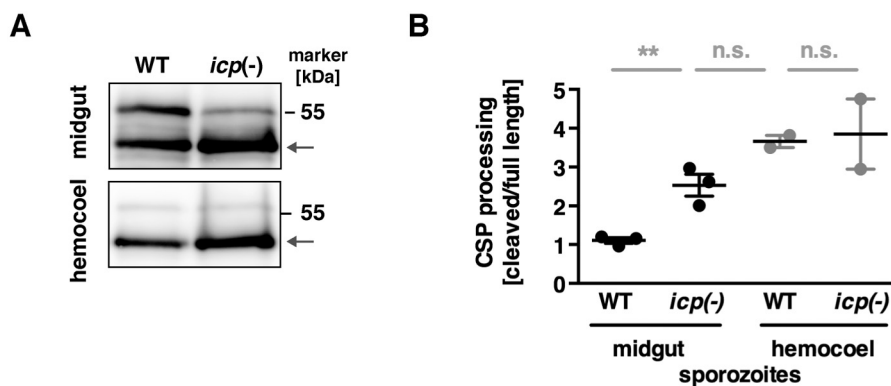 A
WT icp(-) marker
[kDa]
midgut
55
hemocoel
55
B
** n.s. n.s.
CSP processing
[cleaved/full length]
5
4
3
2
1
0
WT icp(-) WT icp(-)
midgut hemocoel
sporozoites